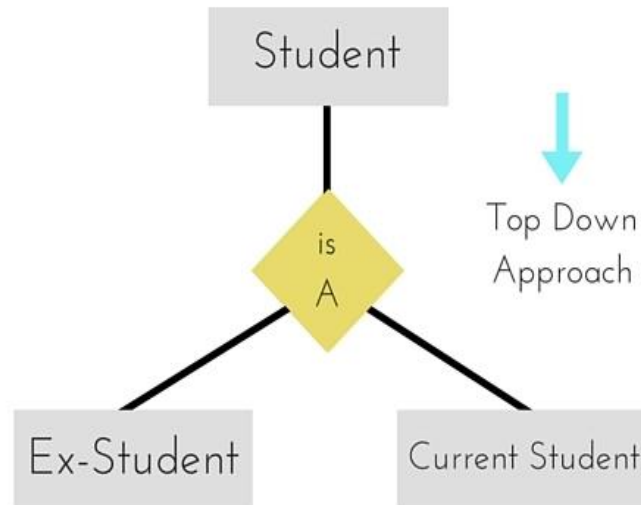 Student
is
A
Top Down
Approach
Ex-Student
Current Student